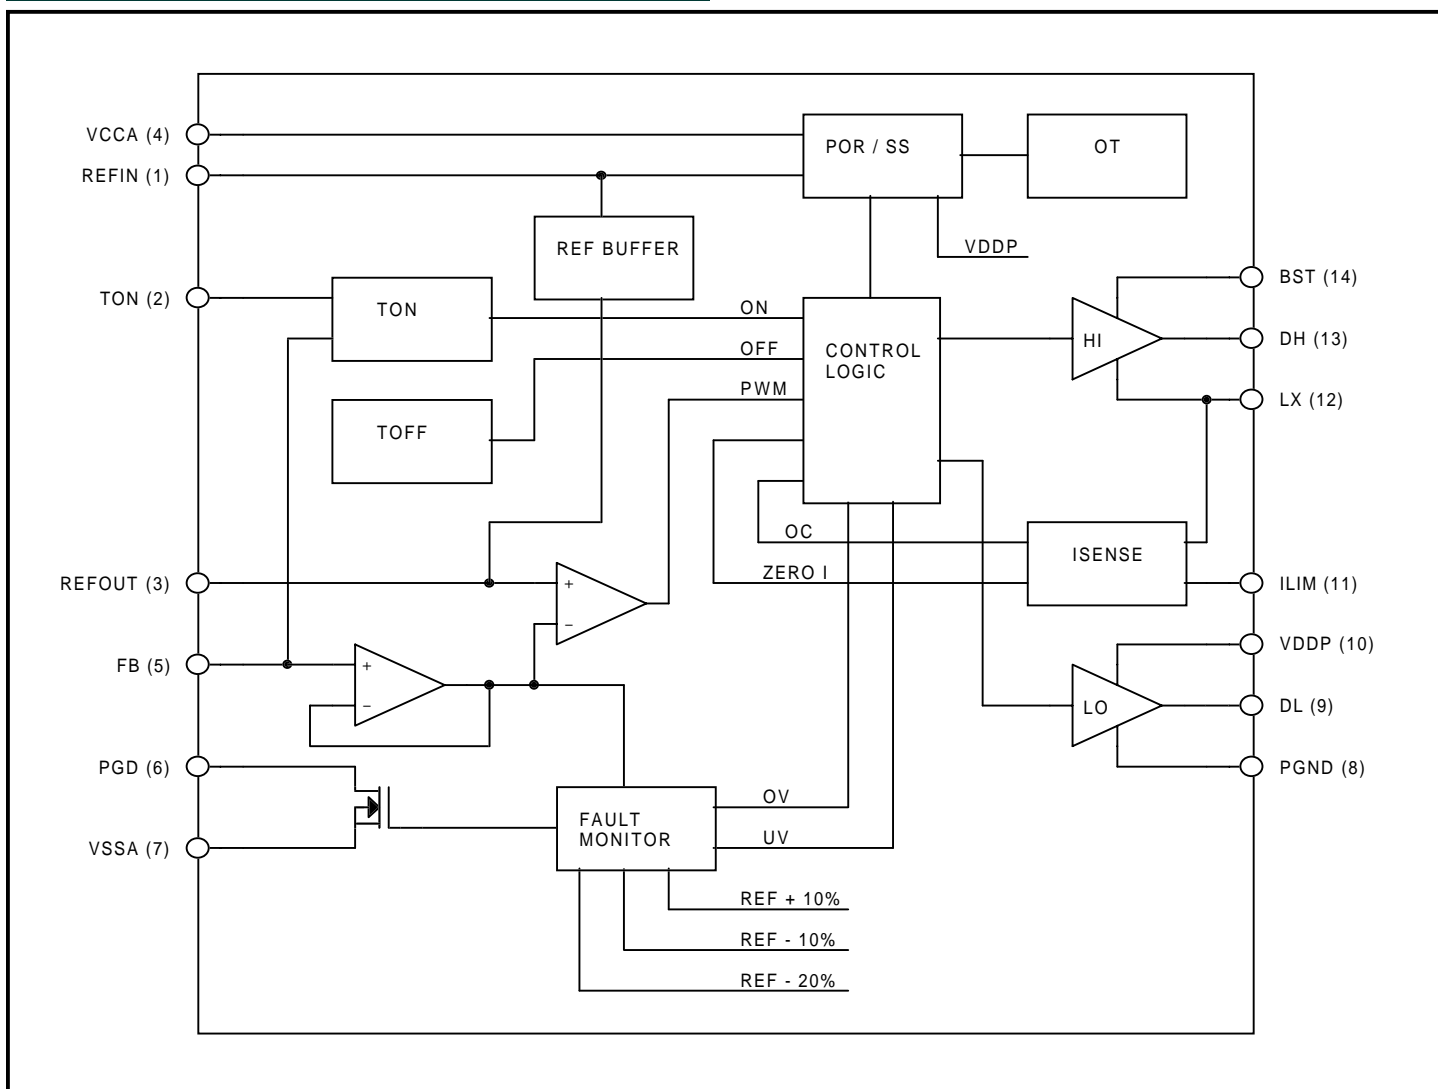 VCCA (4)
REFIN (1)
POR / SS
OT
REF BUFFER
VDDP
TON (2)
TON
ON
OFF
PWM
CONTROL
LOGIC
HI
BST (14)
DH (13)
LX (12)
TOFF
OC
ZERO I
ISENSE
ILIM (11)
REFOUT (3)
+
−
FB (5)
+
−
VDDP (10)
LO
DL (9)
PGND (8)
PGD (6)
VSSA (7)
FAULT
MONITOR
OV
UV
REF + 10%
REF - 10%
REF - 20%